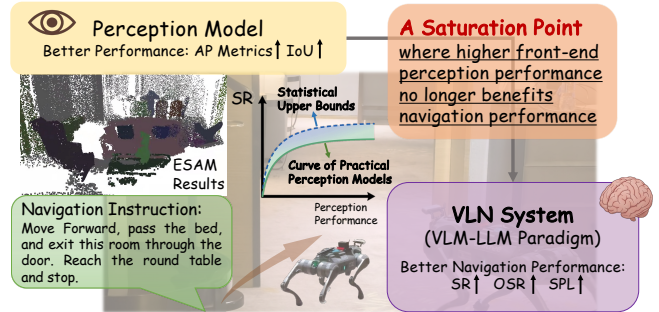 Perception Model
Better Performance: AP Metrics↑ IoU↑
A Saturation Point
where higher front-end
perception performance
no longer benefits
navigation performance
SR
Statistical
Upper Bounds
Curve of Practical
Perception Models
Perception
Performance
ESAM
Results
Navigation Instruction:
Move Forward, pass the bed,
and exit this room through the
door. Reach the round table
and stop.
VLN System
(VLM-LLM Paradigm)
Better Navigation Performance:
SR↑ OSR↑ SPL↑